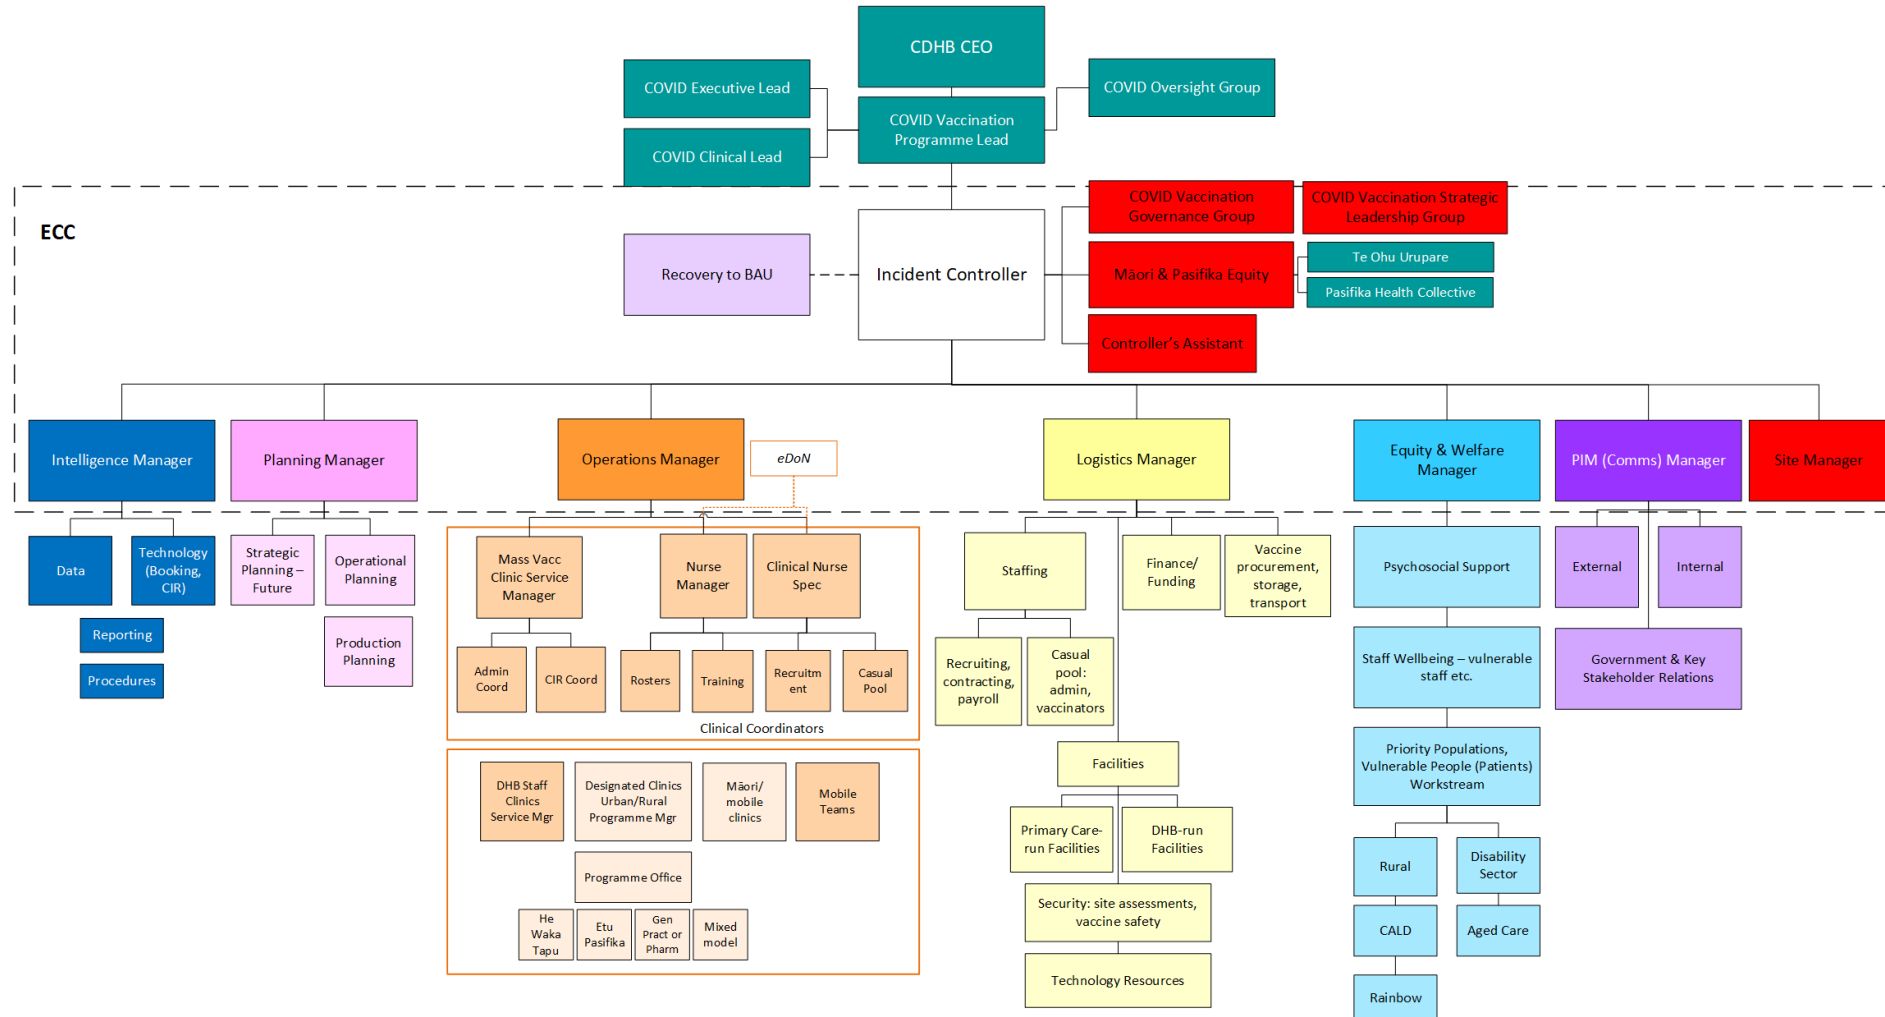 CDHB CEO
COVID Executive Lead
COVID Oversight Group
COVID Vaccination
Programme Lead
COVID Clinical Lead
ECC
COVID Vaccination
Governance Group
COVID Vaccination Strategic
Leadership Group
Recovery to BAU
Incident Controller
Māori & Pasifika Equity
Te Ohu Urupare
Pasifika Health Collective
Controller's Assistant
Intelligence Manager
Planning Manager
Operations Manager
eDoN
Logistics Manager
Equity & Welfare
Manager
PIM (Comms) Manager
Site Manager
Data
Technology
(Booking,
CIR)
Reporting
Procedures
Strategic
Planning –
Future
Operational
Planning
Production
Planning
Mass Vacc
Clinic Service
Manager
Nurse
Manager
Clinical Nurse
Spec
Admin
Coord
CIR Coord
Rosters
Training
Recruitm
ent
Casual
Pool
Clinical Coordinators
DHB Staff
Clinics
Service Mgr
Designated Clinics
Urban/Rural
Programme Mgr
Māori/
mobile
clinics
Mobile
Teams
Programme Office
He
Waka
Tapu
Etu
Pasifika
Gen
Pract or
Pharm
Mixed
model
Staffing
Finance/
Funding
Vaccine
procurement,
storage,
transport
Recruiting,
contracting,
payroll
Casual
pool:
admin,
vaccinators
Facilities
Primary Care-
run Facilities
DHB-run
Facilities
Security: site assessments,
vaccine safety
Technology Resources
Psychosocial Support
Staff Wellbeing – vulnerable
staff etc.
Priority Populations,
Vulnerable People (Patients)
Workstream
Rural
Disability
Sector
CALD
Aged Care
Rainbow
External
Internal
Government & Key
Stakeholder Relations